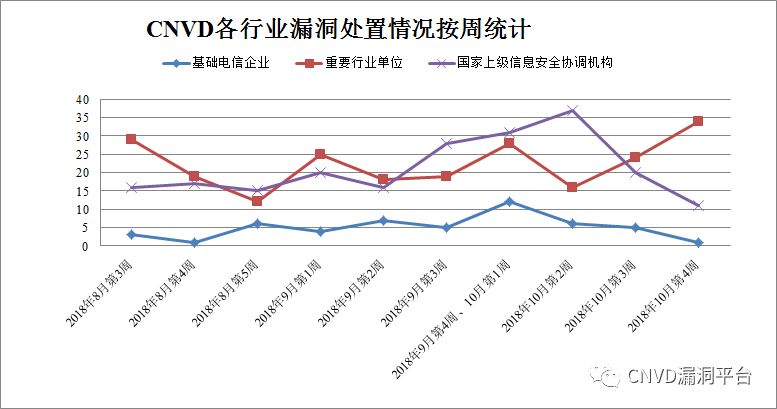 CNVD各行业漏洞处置情况按周统计
基础电信企业 重要行业单位 国家上级信息安全协调机构
40
35
30
25
20
15
10
5
0
2018年8月第3周
2018年8月第4周
2018年8月第5周
2018年9月第1周
2018年9月第2周
2018年9月第3周
2018年9月第4周、10月第1周
2018年10月第2周
2018年10月第3周
2018年10月第4周
CNVD漏洞平台